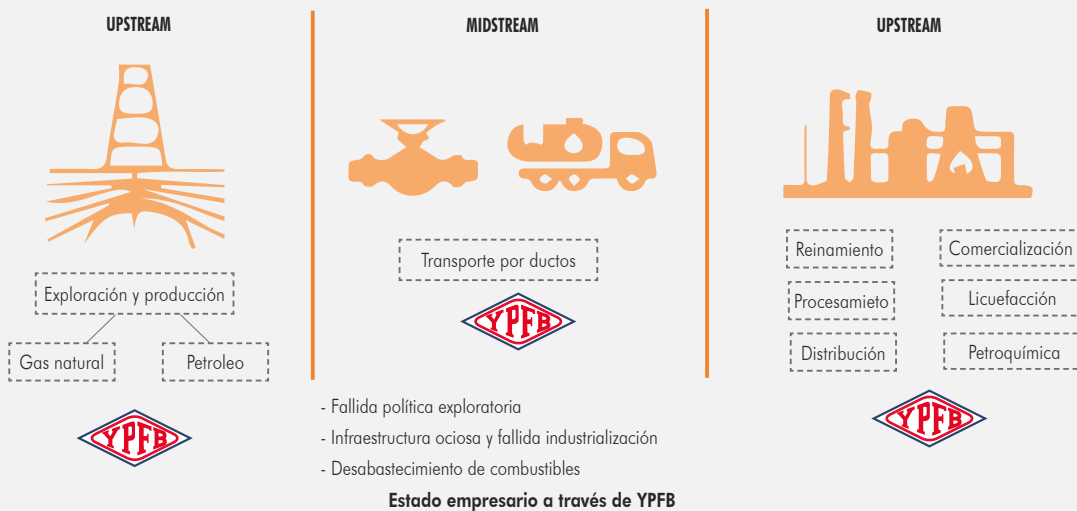 UPSTREAM
Exploración y producción
Gas natural
Petroleo
YPFB
MIDSTREAM
Transporte por ductos
YPFB
UPSTREAM
Reinamiento
Comercialización
Procesamieto
Licuefacción
Distribución
Petroquímica
YPFB
- Fallida política exploratoria
- Infraestructura ociosa y fallida industrialización
- Desabastecimiento de combustibles
Estado empresario a través de YPFB